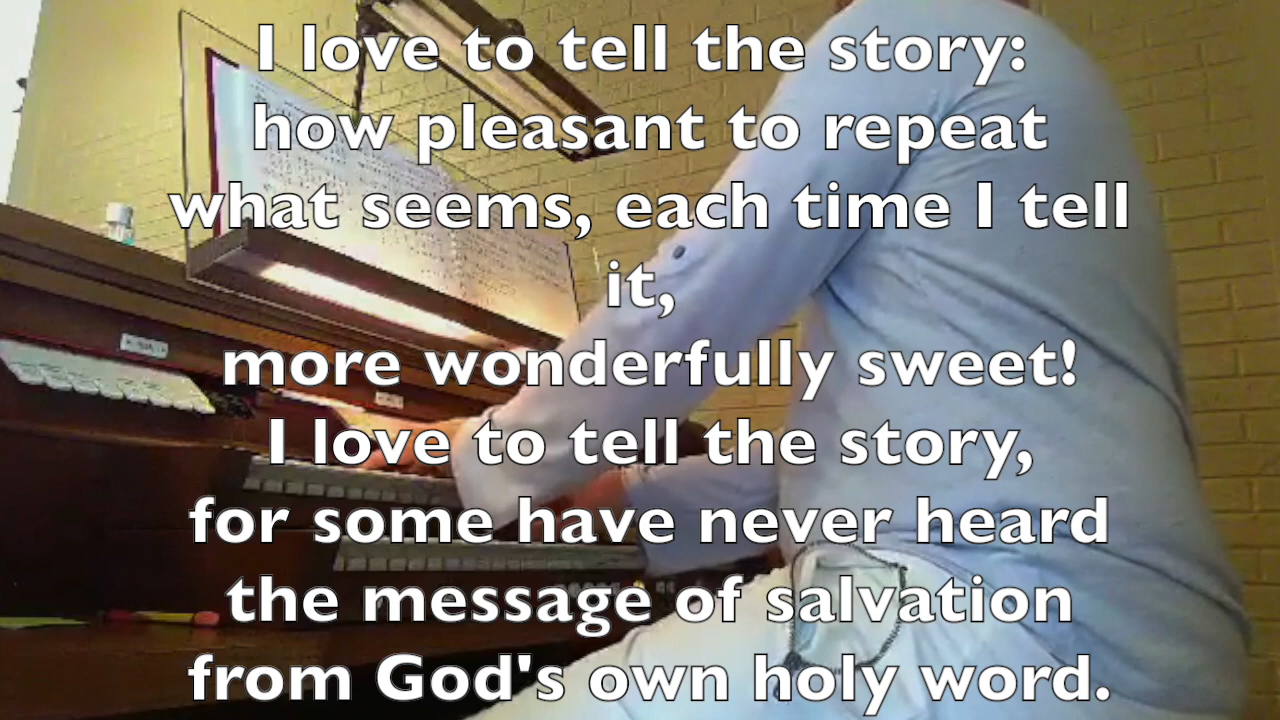 I love to tell the story:
how pleasant to repeat
what seems, each time I tell
it,
more wonderfully sweet!
I love to tell the story,
for some have never heard
the message of salvation
from God's own holy word.